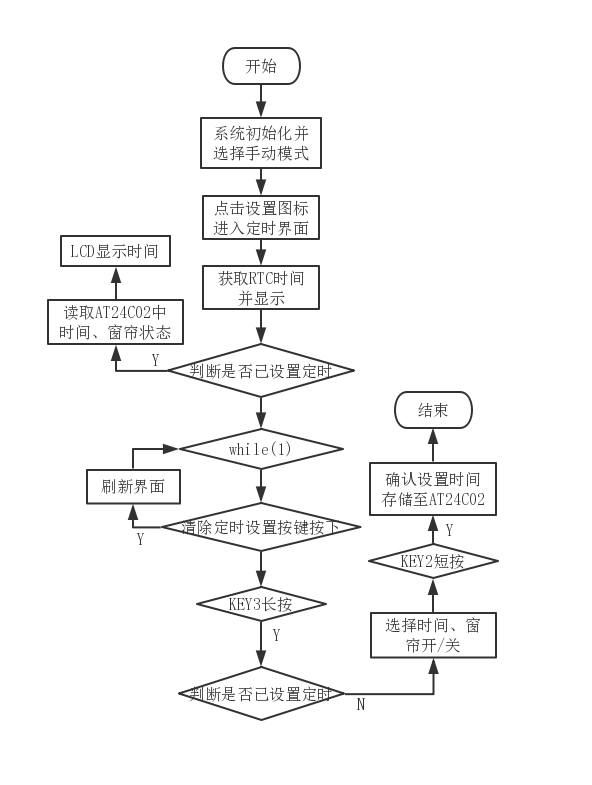 开始
系统初始化并
选择手动模式
点击设置图标
进入定时界面
获取RTC时间
并显示
LCD显示时间
读取AT24C02中
时间、窗帘状态
Y
判断是否已设置定时
while(1)
刷新界面
清除定时设置按键按下
Y
KEY3长按
Y
判断是否已设置定时
N
选择时间、窗
帘开/关
KEY2短按
Y
确认设置时间
存储至AT24C02
结束